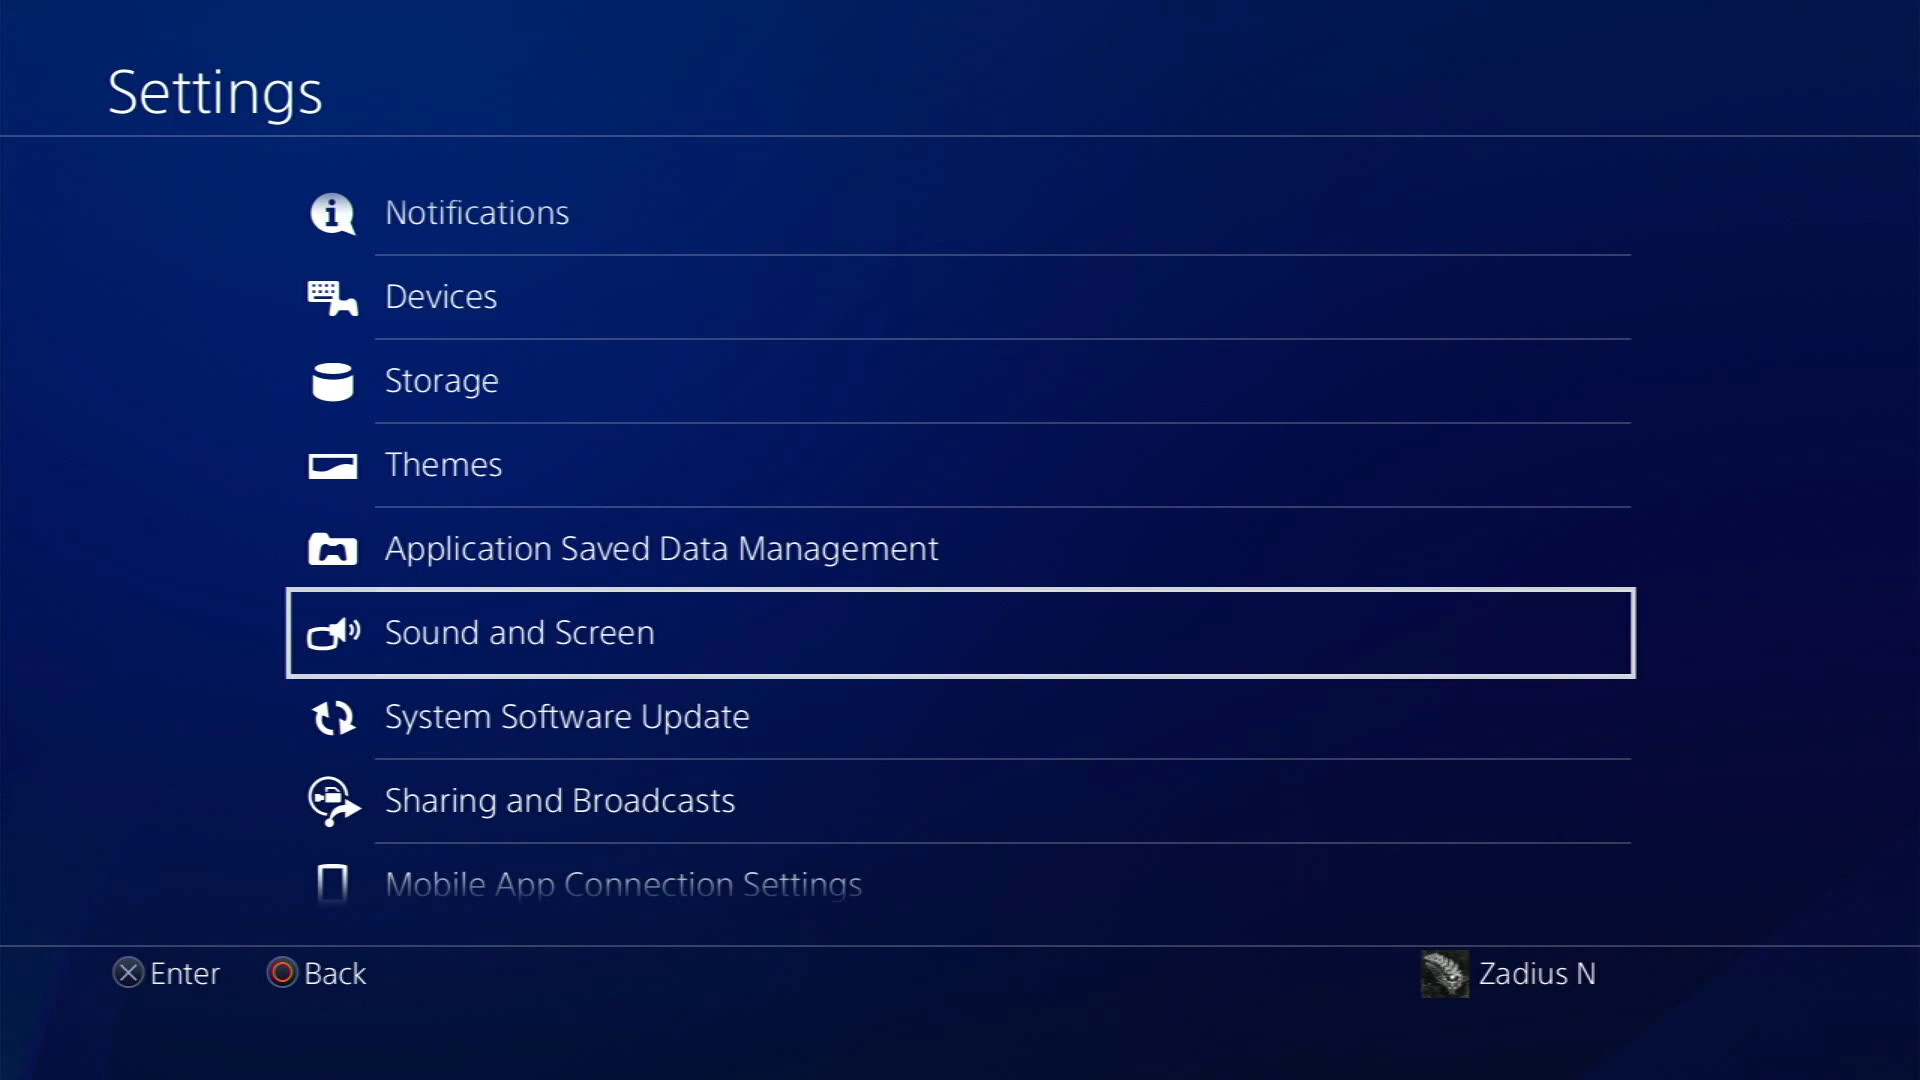 Settings
Notifications
Devices
Storage
Themes
Application Saved Data Management
Sound and Screen
System Software Update
Sharing and Broadcasts
Mobile App Connection Settings
Enter
Back
Zadius N